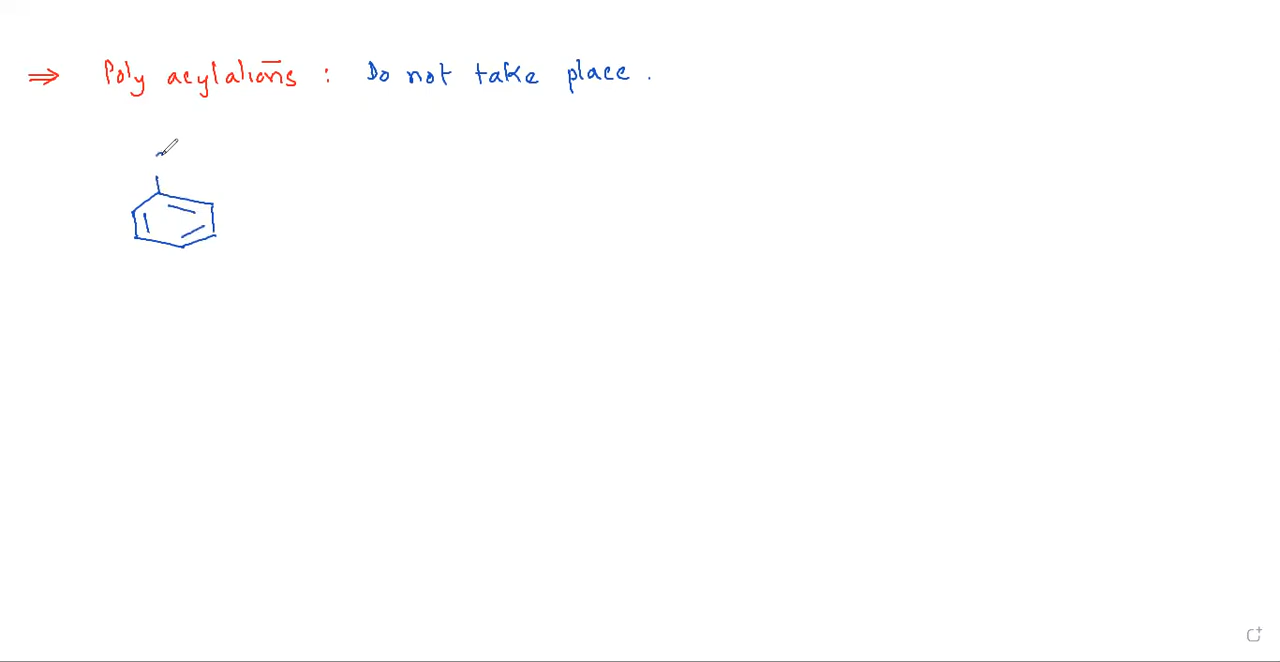 ⇒ Poly acylations : Do not take place .